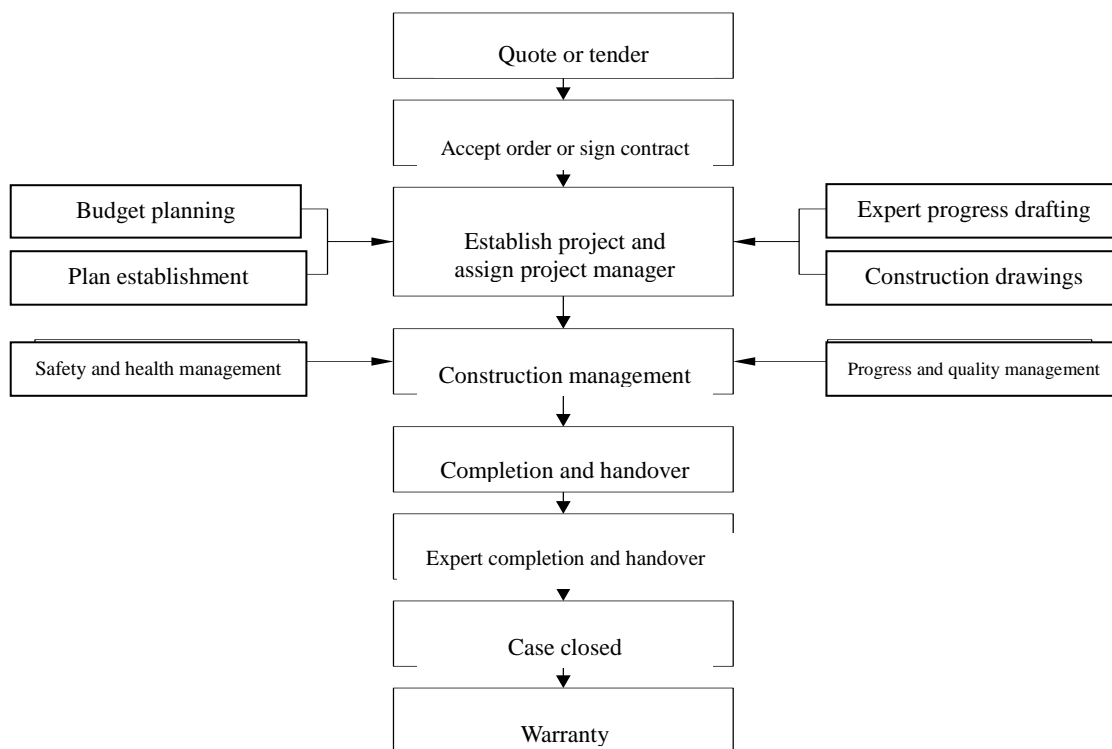 Quote or tender
Accept order or sign contract
Budget planning
Expert progress drafting
Establish project and
assign project manager
Plan establishment
Construction drawings
Safety and health management
Construction management
Progress and quality management
Completion and handover
Expert completion and handover
Case closed
Warranty